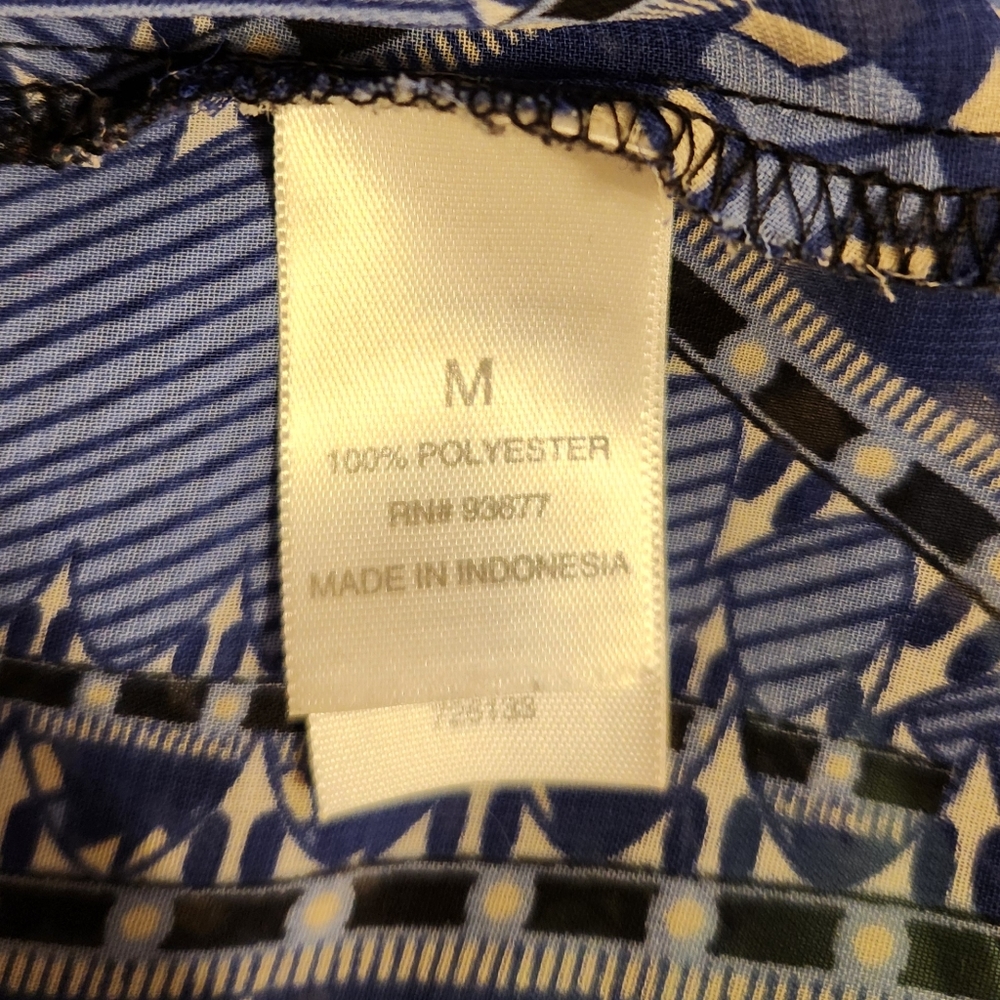 M
100% POLYESTER
RN# 93677
MADE IN INDONESIA